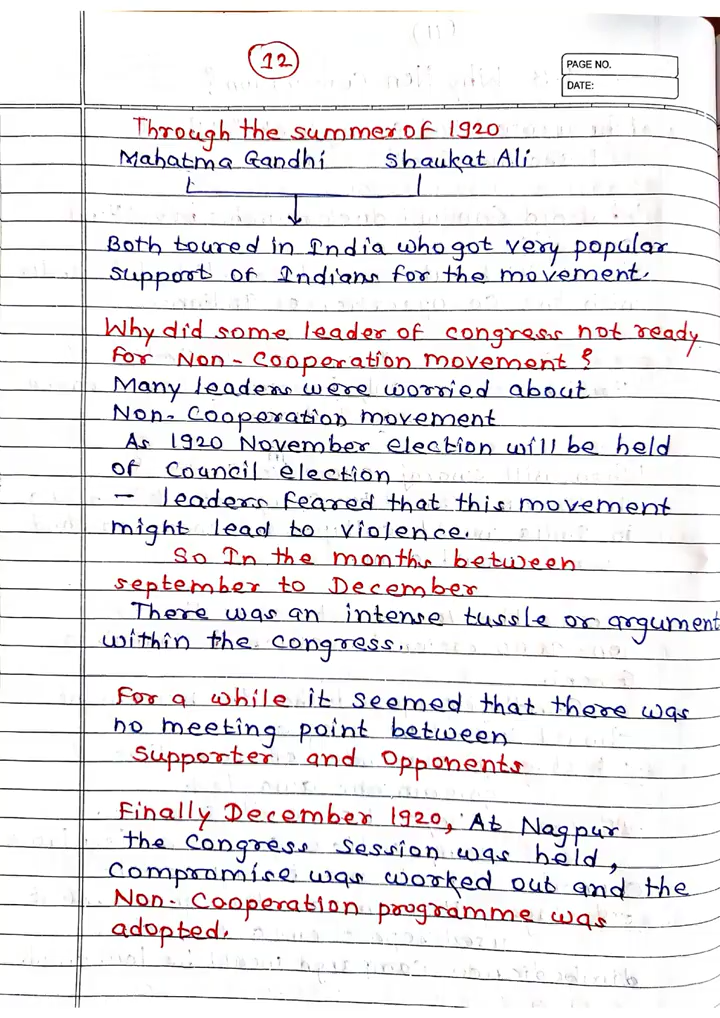 12
PAGE NO.
DATE:
Through the summer of 1920
Mahatma Gandhi Shaukat Ali
Both toured in India who got very popular
support of Indians for the movement.
Why did some leader of congress not ready
for Non-Cooperation movement?
Many leaders were worried about
Non-Cooperation movement
As 1920 November election will be held
of Council election
- leaders feared that this movement
might lead to violence.
So In the months between
september to December
There was an intense tussle or argument
within the congress.
For a while it seemed that there was
no meeting point between
Supporter and Opponents
Finally December 1920, At Nagpur
the Congress session was held,
compromise was worked out and the
Non-Cooperation programme was
adopted.